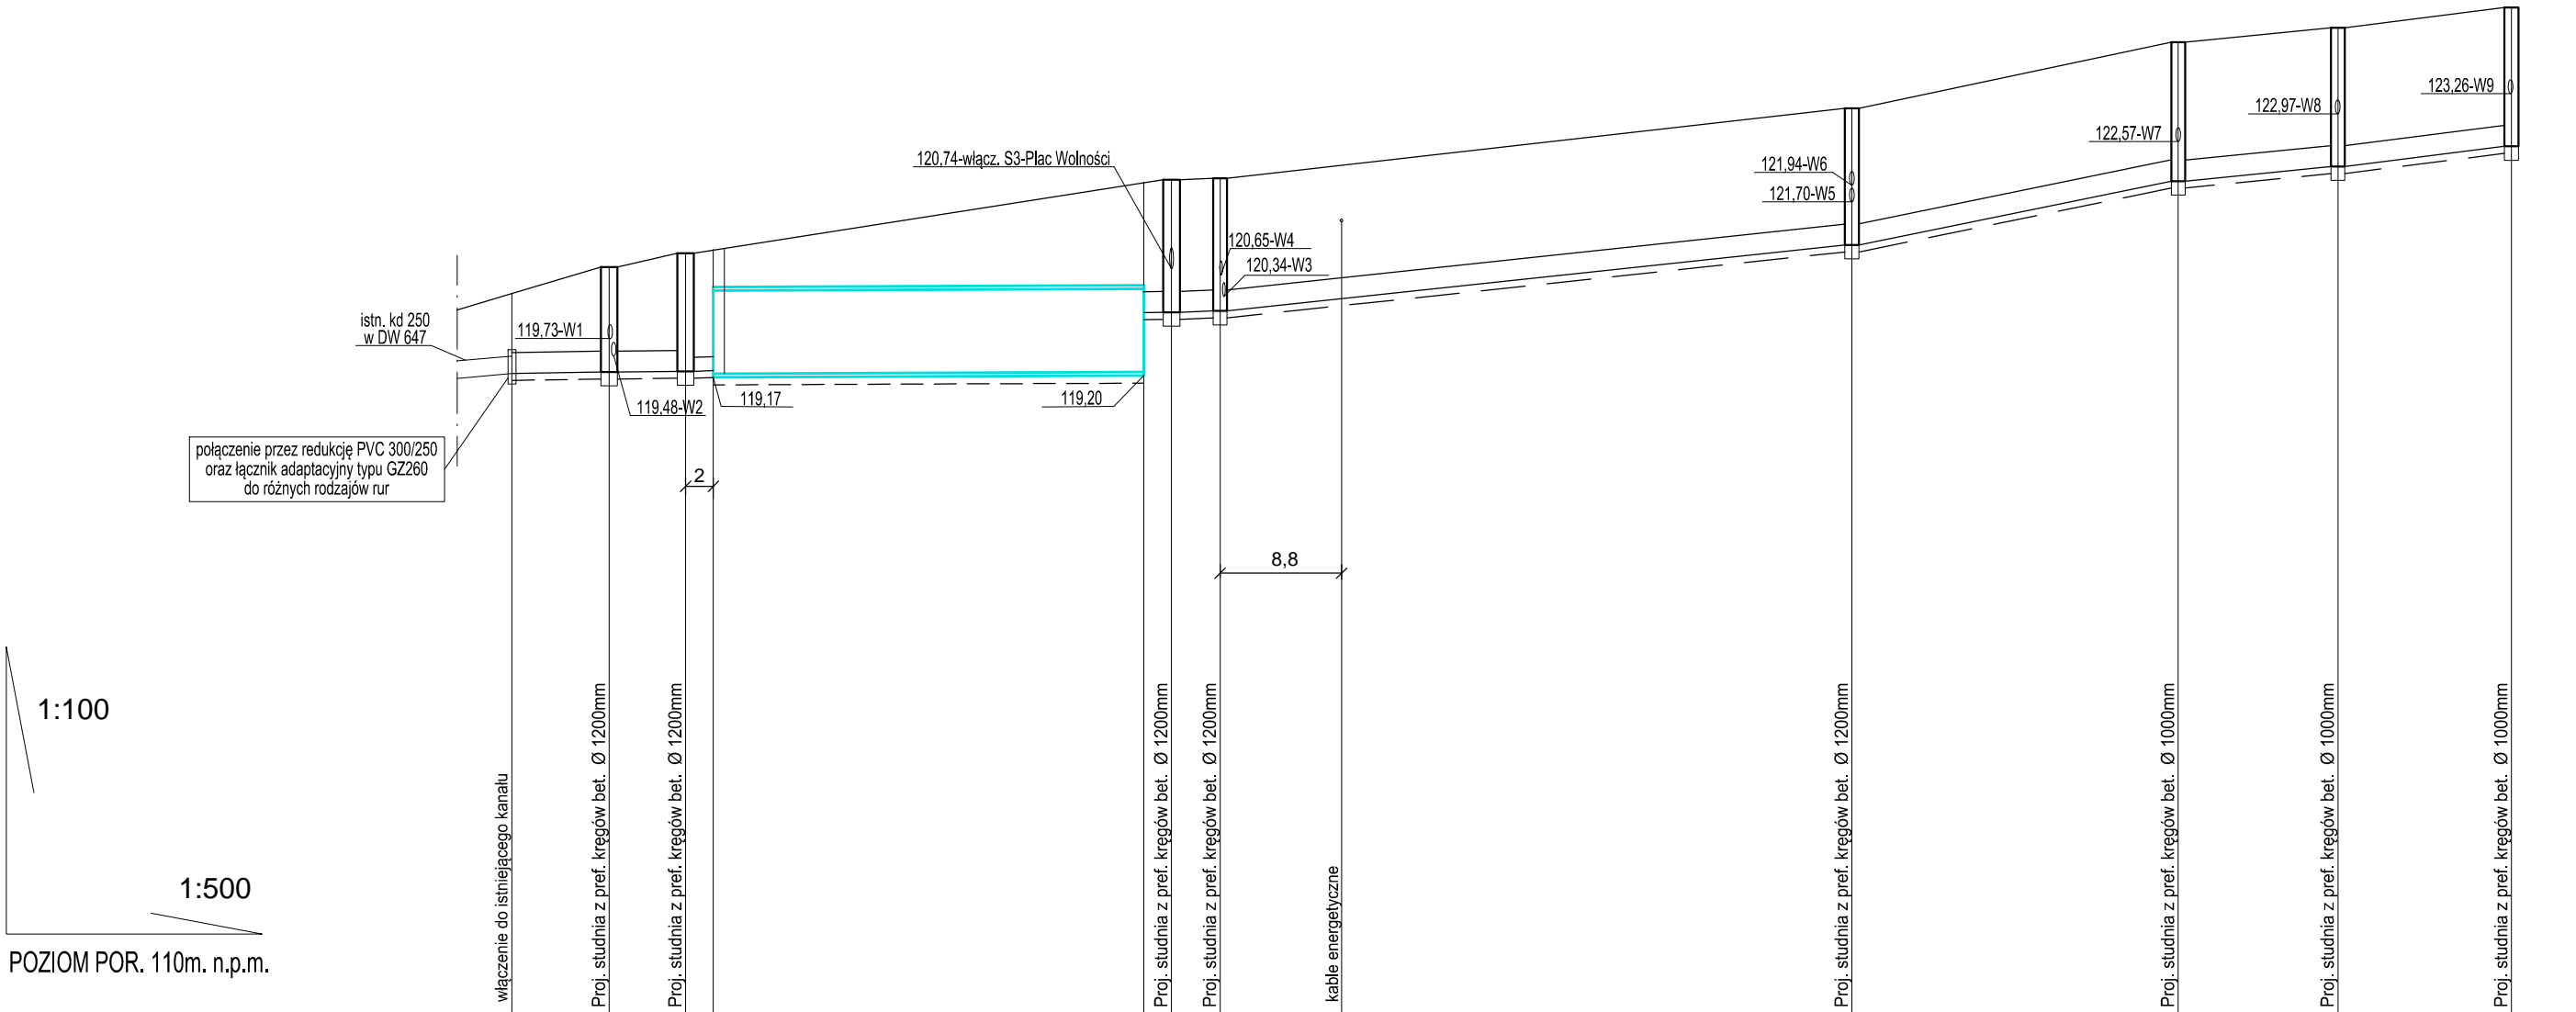 123,26-W9
122,97-W8
122,57-W7
120,74-włącz. S3-Plac Wolności
121,94-W6
121,70-W5
120,65-W4
120,34-W3
istn. kd 250
w DW 647
119,73-W1
119,48-W2
119,17
119,20
połączenie przez redukcję PVC 300/250
oraz łącznik adaptacyjny typu GZ260
do różnych rodzajów rur
2
8,8
1:100
1:500
POZIOM POR. 110m. n.p.m.
włączenie do istniejącego kanału
Proj. studnia z pref. kręgów bet. Ø 1200mm
Proj. studnia z pref. kręgów bet. Ø 1200mm
Proj. studnia z pref. kręgów bet. Ø 1200mm
Proj. studnia z pref. kręgów bet. Ø 1200mm
kable energetyczne
Proj. studnia z pref. kręgów bet. Ø 1200mm
Proj. studnia z pref. kręgów bet. Ø 1000mm
Proj. studnia z pref. kręgów bet. Ø 1000mm
Proj. studnia z pref. kręgów bet. Ø 1000mm